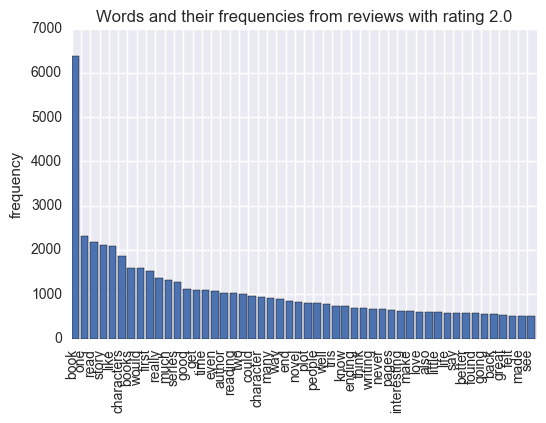 Words and their frequencies from reviews with rating 2.0
7000
6000
5000
4000
3000
2000
1000
0
frequency
book
one
read
story
like
characters
books
would
first
really
much
series
good
get
time
even
author
reading
two
could
character
many
way
end
novel
plot
people
well
this
know
ending
think
writing
never
pages
interesting
make
love
also
little
life
say
better
found
going
back
great
felt
made
see